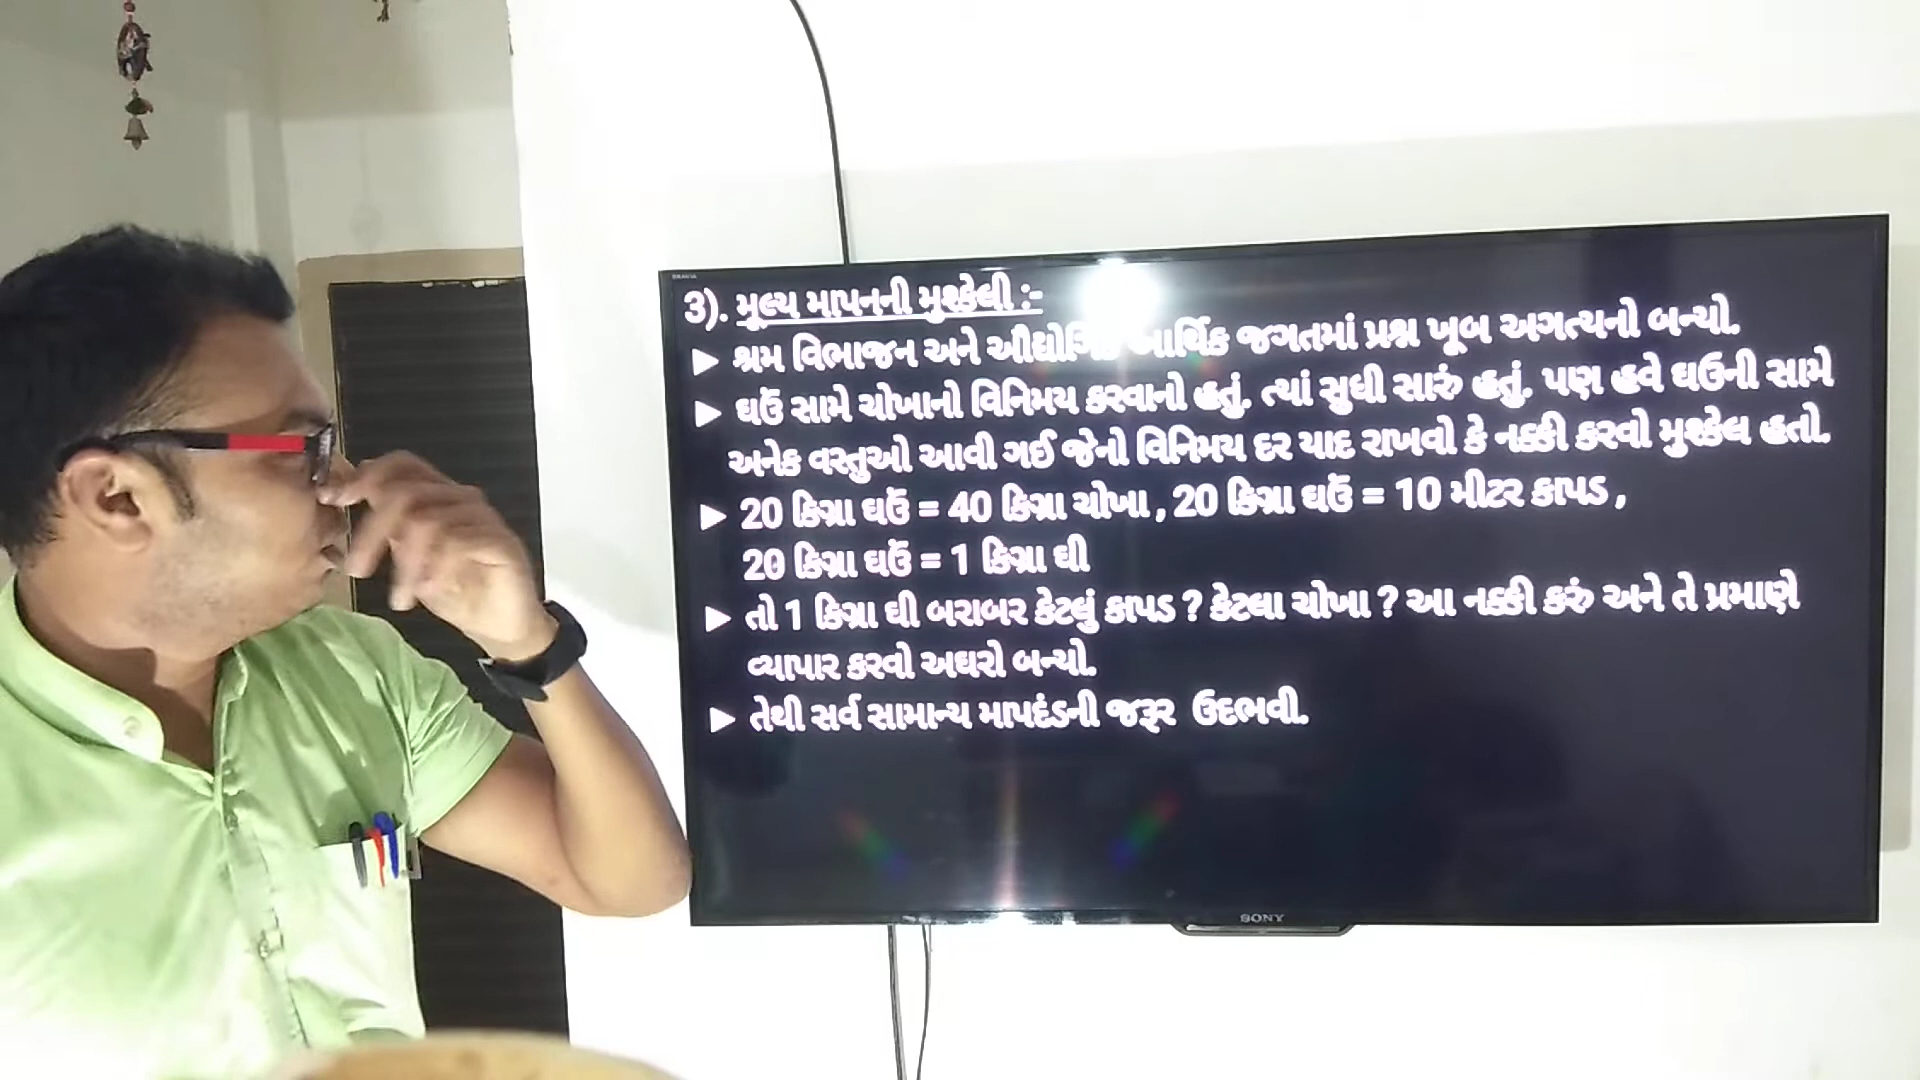 3). મૂલ્ય માપનની મુશ્કેલી :-
▶ શ્રમ વિભાજન અને ઔદ્યોગિક આર્થિક જગતમાં પ્રશ્ન ખૂબ અગત્યનો બન્યો.
▶ ઘઉં સામે ચોખાનો વિનિમય કરવાનો હતું. ત્યાં સુધી સારું હતું. પણ હવે ઘઉંની સામે
અનેક વસ્તુઓ આવી ગઈ જેનો વિનિમય દર યાદ રાખવો કે નક્કી કરવો મુશ્કેલ હતો.
▶ 20 કિગ્રા ઘઉં = 40 કિગ્રા ચોખા , 20 કિગ્રા ઘઉં = 10 મીટર કાપડ ,
20 કિગ્રા ઘઉં = 1 કિગ્રા ઘી
▶ તો 1 કિગ્રા ઘી બરાબર કેટલું કાપડ ? કેટલા ચોખા ? આ નક્કી કરું અને તે પ્રમાણે
વ્યાપાર કરવો અઘરો બન્યો.
▶ તેથી સર્વ સામાન્ય માપદંડની જરૂર ઉદભવી.
SONY